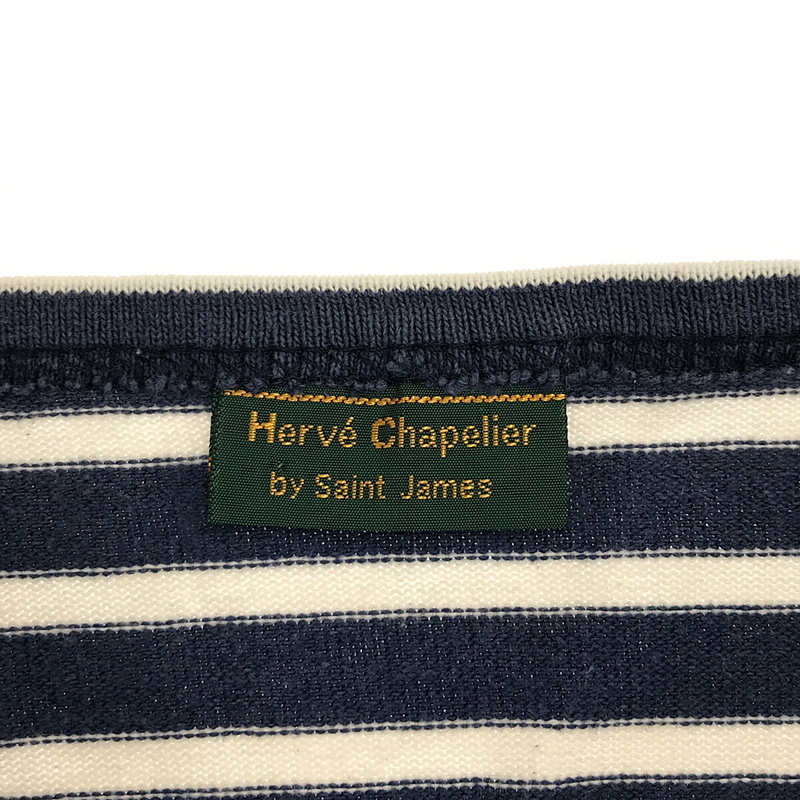 Hervé Chapelier
by Saint James